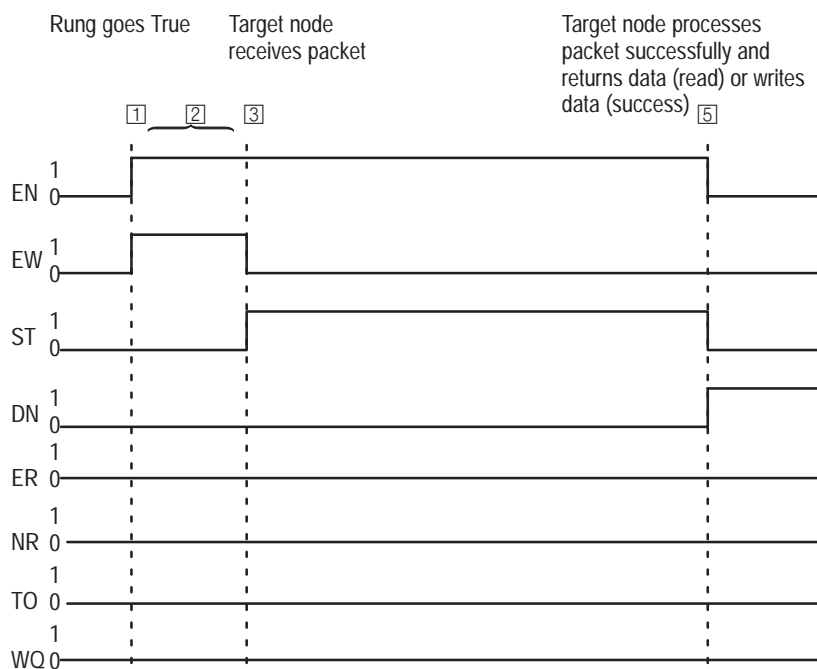 Rung goes True
Target node
receives packet
Target node processes
packet successfully and
returns data (read) or writes
data (success)
1 2 3 5
EN 1 0
EW 1 0
ST 1 0
DN 1 0
ER 1 0
NR 1 0
TO 1 0
WQ 1 0